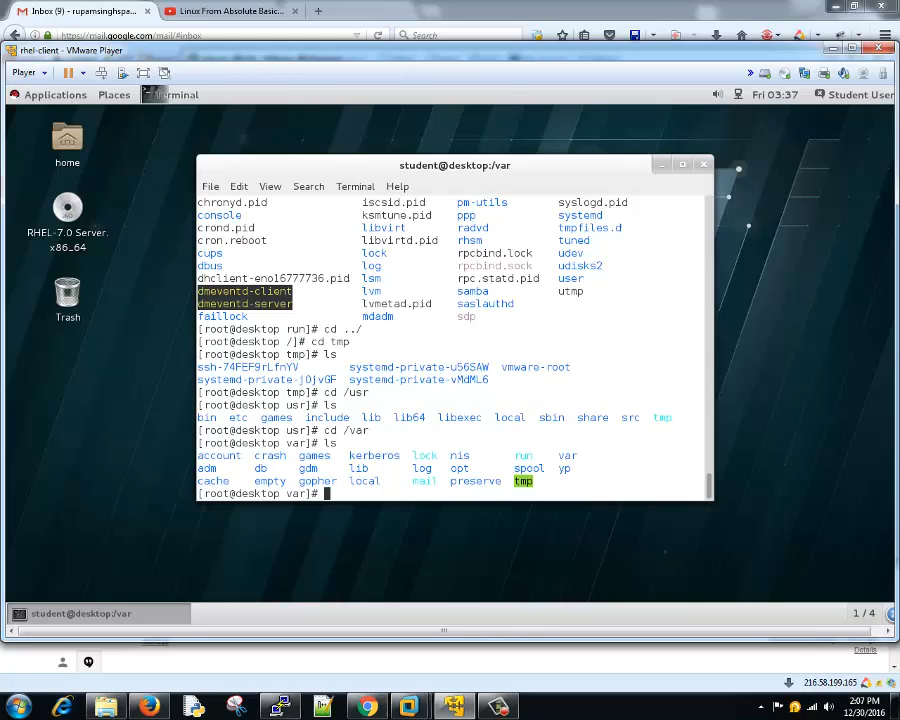 Inbox (9) - rupamsinghspa... × Linux From Absolute Basic... × +
https://mail.google.com/mail/#inbox Search
rhel-client - VMware Player
Player
Applications Places Terminal Fri 03:37 Student User
home
RHEL-7.0 Server.
x86_64
Trash
student@desktop:/var
File Edit View Search Terminal Help
chronyd.pid iscsid.pid pm-utils syslogd.pid
console ksmtune.pid ppp systemd
crond.pid libvirt radvd tmpfiles.d
cron.reboot libvirtd.pid rhsm tuned
cups lock rpcbind.lock udev
dbus log rpcbind.sock udisks2
dhclient-eno16777736.pid lsm rpc.statd.pid user
dmeventd-client lvm samba utmp
dmeventd-server lvmetad.pid saslauthd
faillock mdadm sdp
[root@desktop run]# cd ../
[root@desktop /]# cd tmp
[root@desktop tmp]# ls
ssh-74FEF9rLfnYV systemd-private-u56SAW vmware-root
systemd-private-jOjvGF systemd-private-vMdML6
[root@desktop tmp]# cd /usr
[root@desktop usr]# ls
bin etc games include lib lib64 libexec local sbin share src tmp
[root@desktop usr]# cd /var
[root@desktop var]# ls
account crash games kerberos lock nis run var
adm db gdm lib log opt spool yp
cache empty gopher local mail preserve tmp
[root@desktop var]#
student@desktop:/var 1 / 4
Details
216.58.199.165
2:07 PM
12/30/2016